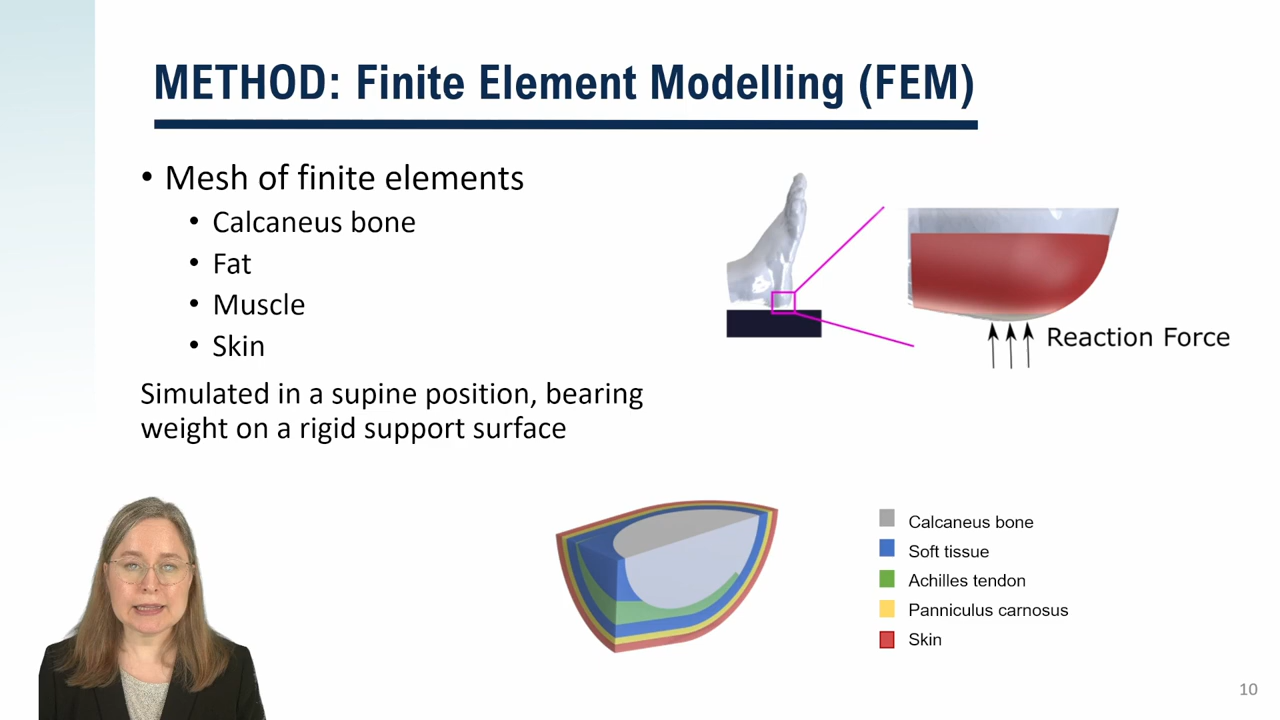 METHOD: Finite Element Modelling (FEM)
• Mesh of finite elements
• Calcaneus bone
• Fat
• Muscle
• Skin
Simulated in a supine position, bearing
weight on a rigid support surface
Reaction Force
Calcaneus bone
Soft tissue
Achilles tendon
Panniculus carnosus
Skin
10